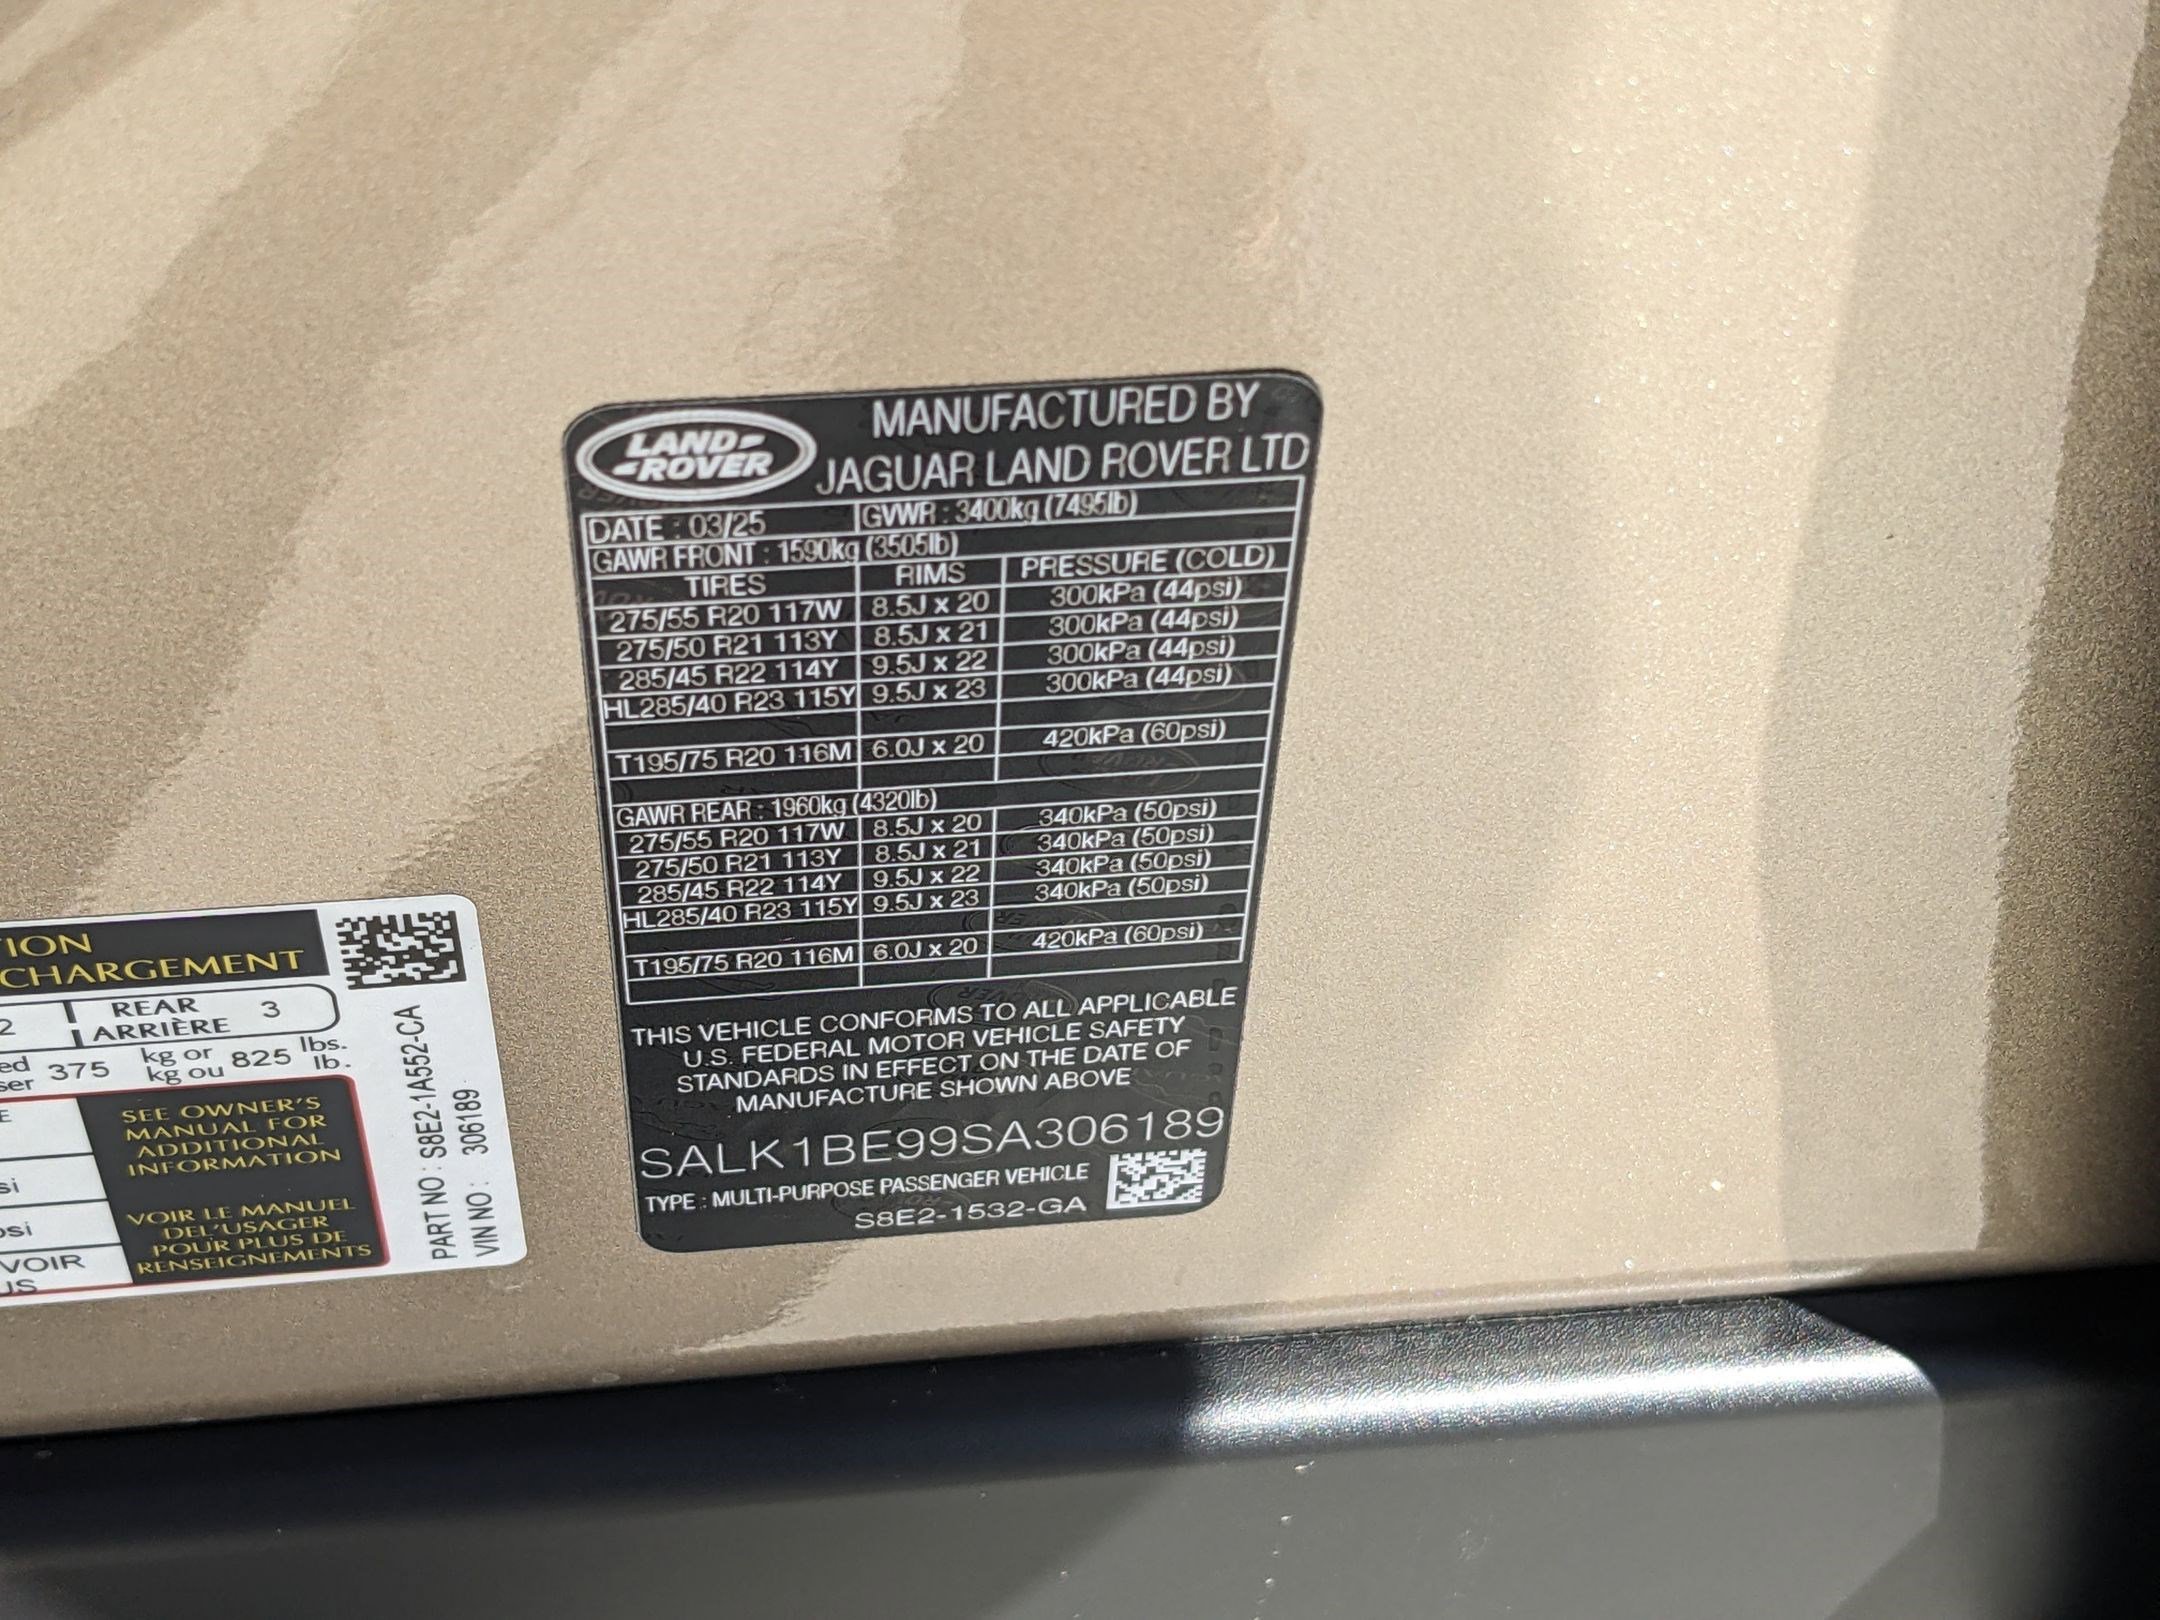 LAND
ROVER
MANUFACTURED BY
JAGUAR LAND ROVER LTD
DATE : 03/25 GVWR : 3400kg (7495lb)
GAWR FRONT : 1590kg (3505lb)
TIRES RIMS PRESSURE (COLD)
275/55 R20 117W 8.5J x 20 300kPa (44psi)
275/50 R21 113Y 8.5J x 21 300kPa (44psi)
285/45 R22 114Y 9.5J x 22 300kPa (44psi)
HL285/40 R23 115Y 9.5J x 23 300kPa (44psi)
T195/75 R20 116M 6.0J x 20 420kPa (60psi)
GAWR REAR : 1960kg (4320lb)
275/55 R20 117W 8.5J x 20 340kPa (50psi)
275/50 R21 113Y 8.5J x 21 340kPa (50psi)
285/45 R22 114Y 9.5J x 22 340kPa (50psi)
HL285/40 R23 115Y 9.5J x 23 340kPa (50psi)
T195/75 R20 116M 6.0J x 20 420kPa (60psi)
THIS VEHICLE CONFORMS TO ALL APPLICABLE
U.S. FEDERAL MOTOR VEHICLE SAFETY
STANDARDS IN EFFECT ON THE DATE OF
MANUFACTURE SHOWN ABOVE
SALK1BE99SA306189
TYPE : MULTI-PURPOSE PASSENGER VEHICLE
S8E2-1532-GA
TION
CHARGEMENT
2 REAR 3
ARRIÈRE
ed 375 kg or 825 lbs.
ser kg ou lb.
E
si
psi
VOIR
US
SEE OWNER'S
MANUAL FOR
ADDITIONAL
INFORMATION
VOIR LE MANUEL
DEL'USAGER
POUR PLUS DE
RENSEIGNEMENTS
PART NO : S8E2-1A552-CA
VIN NO : 306189